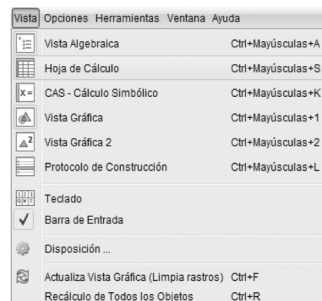 Vista Opciones Herramientas Ventana Ayuda
Vista Algebraica Ctrl+Mayúsculas+A
Hoja de Cálculo Ctrl+Mayúsculas+S
CAS - Cálculo Simbólico Ctrl+Mayúsculas+K
Vista Gráfica Ctrl+Mayúsculas+1
Vista Gráfica 2 Ctrl+Mayúsculas+2
Protocolo de Construcción Ctrl+Mayúsculas+L
Teclado
Barra de Entrada
Disposición ...
Actualiza Vista Gráfica (Limpia rastros) Ctrl+F
Recálculo de Todos los Objetos Ctrl+R